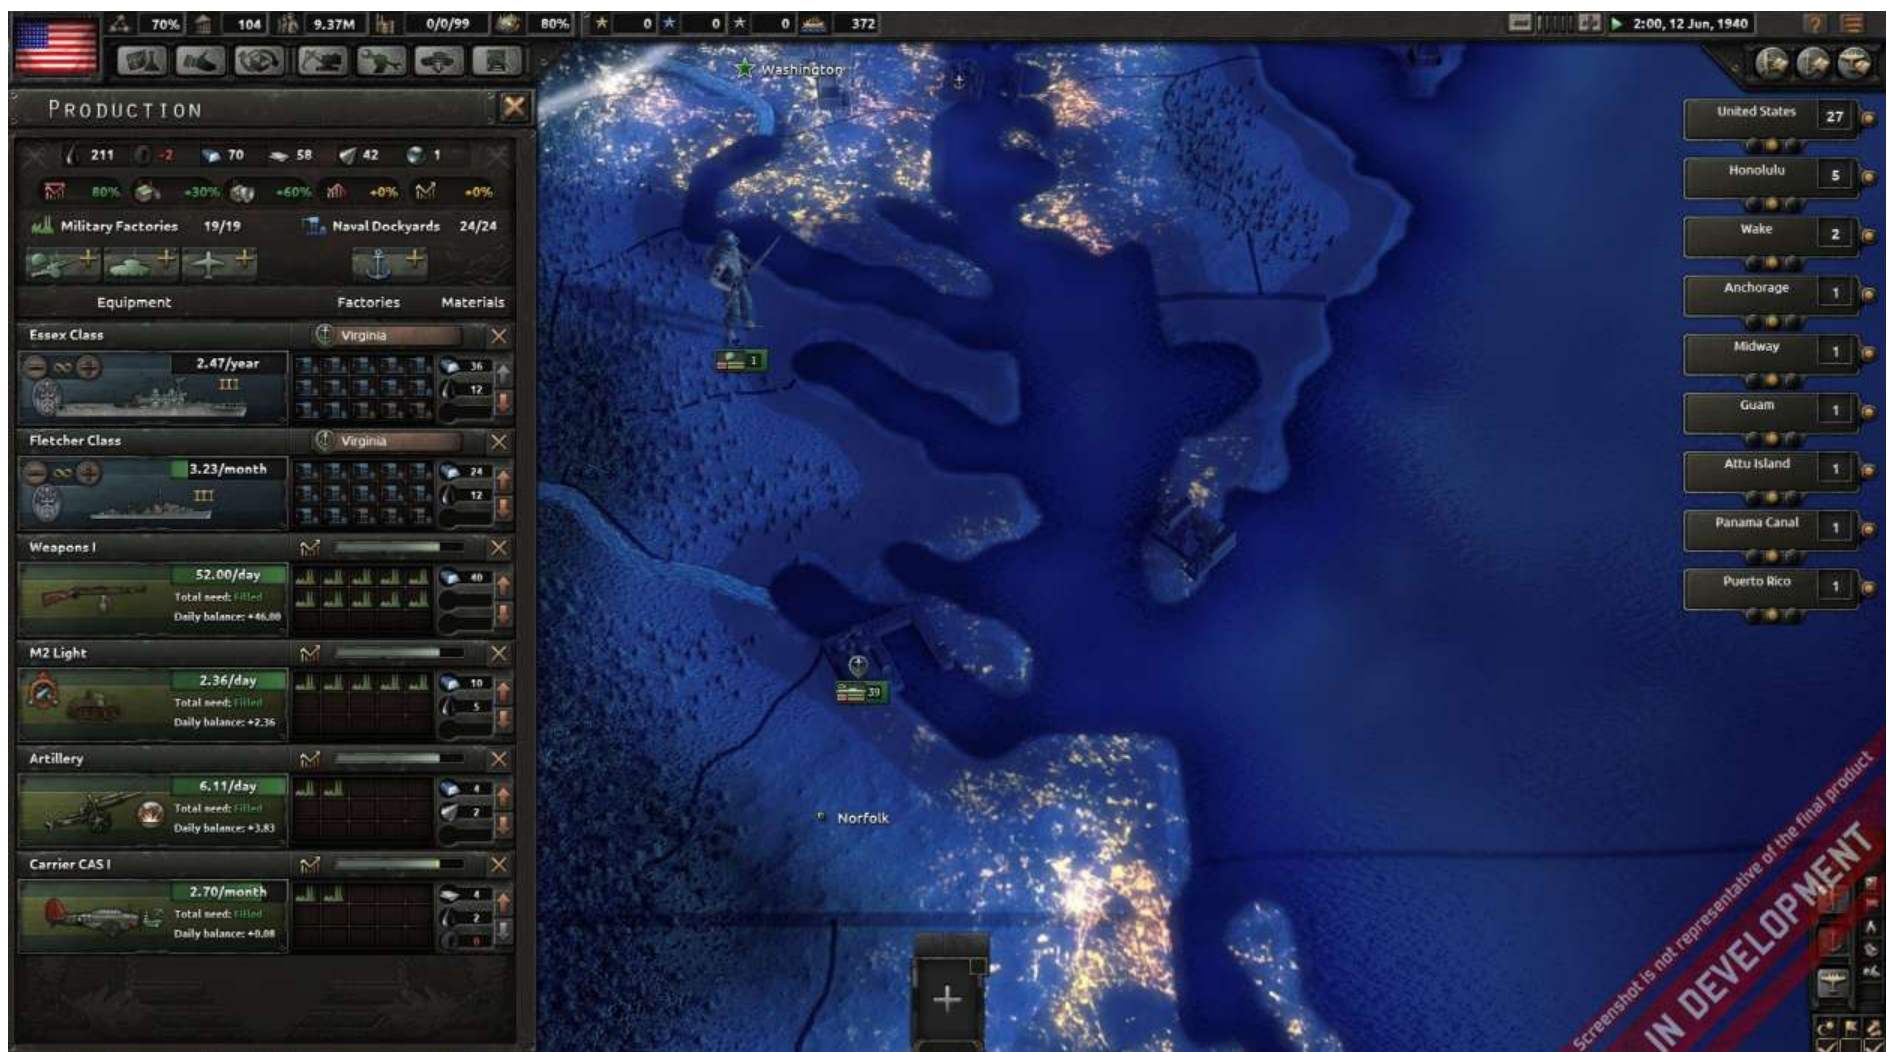 70% 104 9.37M 0/0/99 80% 0 0 0 372 2:00, 12 Jun, 1940 ?
PRODUCTION
211 -2 70 58 42 1
80% +30% +60% +0% +0%
Military Factories 19/19 Naval Dockyards 24/24
Equipment Factories Materials
Essex Class Virginia
2.47/year 36
III 12
Fletcher Class Virginia
3.23/month 24
III 12
Weapons I
52.00/day 40
Total need: Filled
Daily balance: +46.00
M2 Light
2.36/day 10
Total need: Filled 5
Daily balance: +2.36
Artillery
6.11/day 4
Total need: Filled 2
Daily balance: +3.83
Carrier CAS I
2.70/month 4
Total need: Filled 2
Daily balance: +0.08 0
Washington
1
39
Norfolk
United States 27
Honolulu 5
Wake 2
Anchorage 1
Midway 1
Guam 1
Attu Island 1
Panama Canal 1
Puerto Rico 1
Screenshot is not representative of the final product
IN DEVELOPMENT